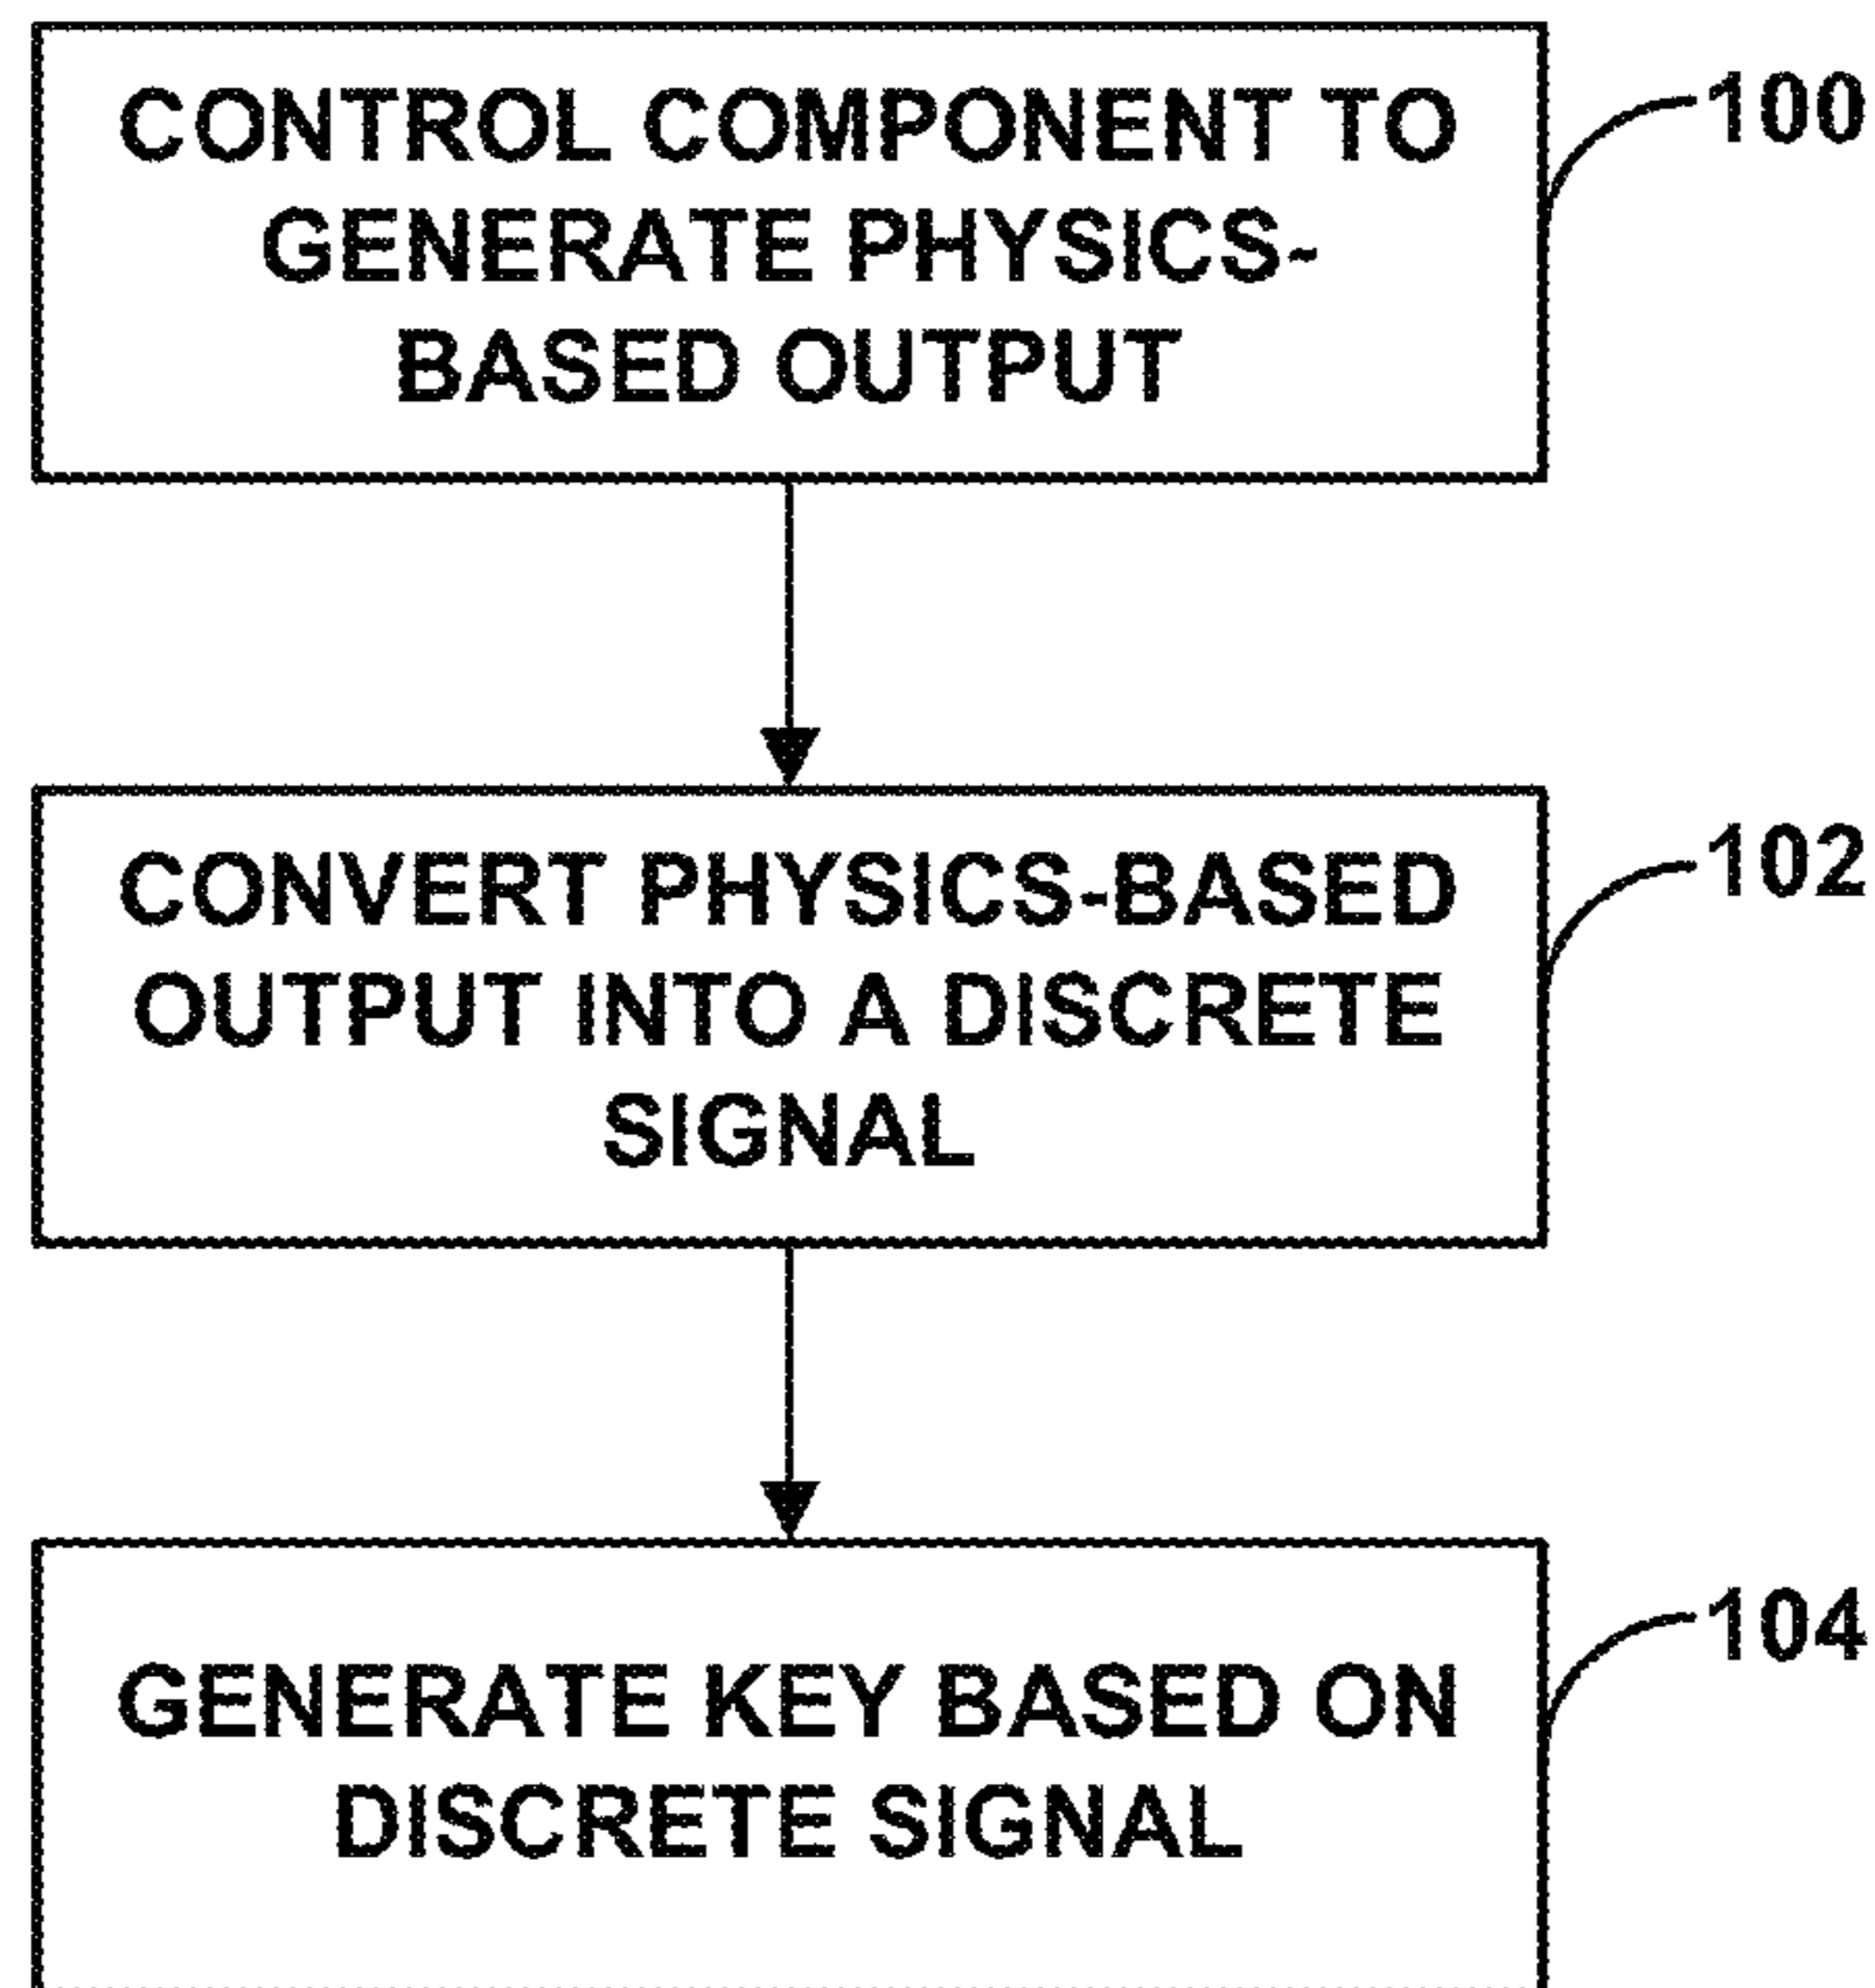 CONTROL COMPONENT TO
GENERATE PHYSICS-
BASED OUTPUT
100
CONVERT PHYSICS-BASED
OUTPUT INTO A DISCRETE
SIGNAL
102
GENERATE KEY BASED ON
DISCRETE SIGNAL
104